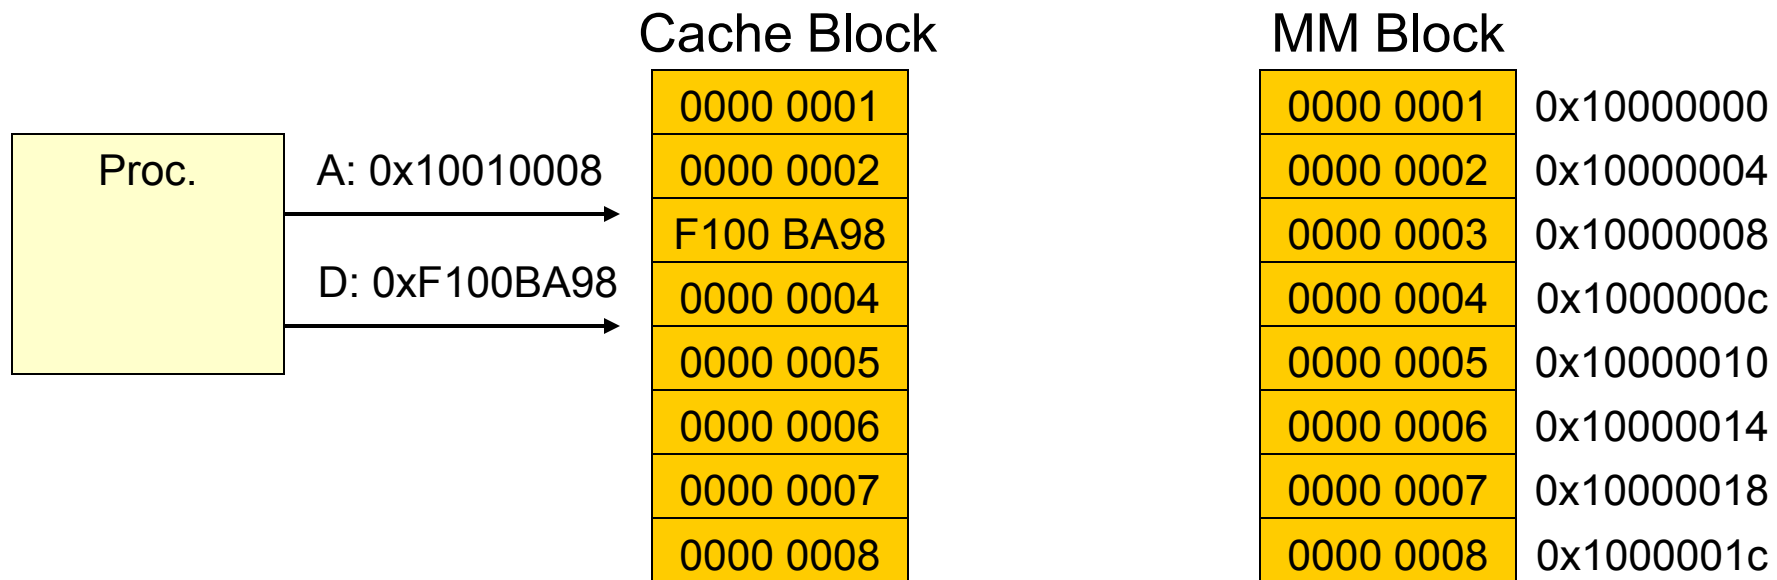 Cache Block
MM Block
0000 0001
0000 0001
0x10000000
Proc.
A: 0x10010008
0000 0002
0000 0002
0x10000004
F100 BA98
0000 0003
0x10000008
D: 0xF100BA98
0000 0004
0000 0004
0x1000000c
0000 0005
0000 0005
0x10000010
0000 0006
0000 0006
0x10000014
0000 0007
0000 0007
0x10000018
0000 0008
0000 0008
0x1000001c